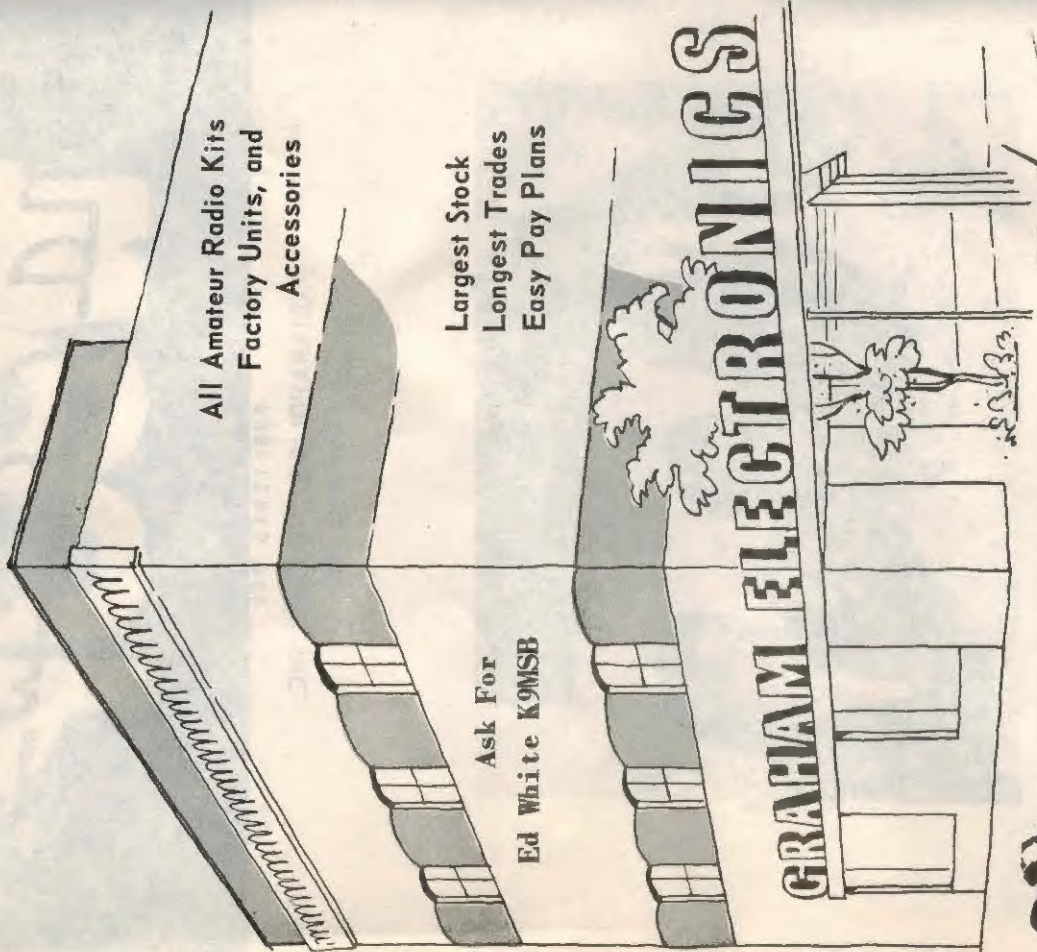 All Amateur Radio Kits
Factory Units, and
Accessories
Largest Stock
Longest Trades
Easy Pay Plans
Ask For
Ed White K9MSB
GRAHAM ELECTRONICS